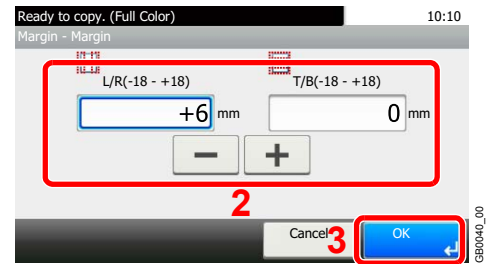 Ready to copy. (Full Color) 10:10
Margin - Margin
L/R(-18 - +18) T/B(-18 - +18)
+6 mm 0 mm
− +
2
Cancel 3 OK
GB0040_00